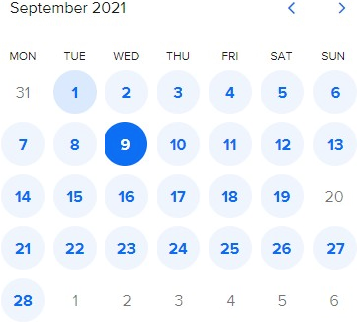 September 2021
MON TUE WED THU FRI SAT SUN
31 1 2 3 4 5 6
7 8 9 10 11 12 13
14 15 16 17 18 19 20
21 22 23 24 25 26 27
28 1 2 3 4 5 6